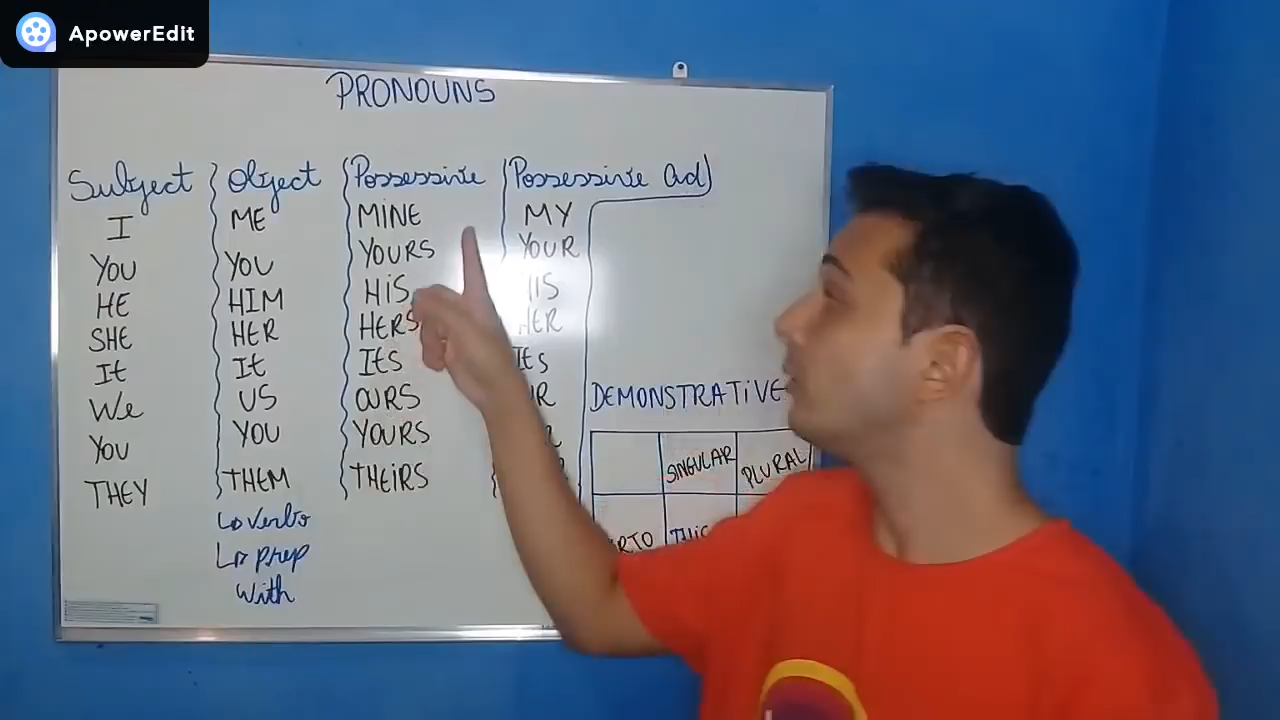 ApowerEdit
PRONOUNS
Subject Object Possessive Possessive Adj
I ME MINE MY
YOU YOU YOURS YOUR
HE HIM HIS
SHE HER HERS HER
It It Its Its
We US OURS
YOU YOU YOURS
THEY THEM THEIRS
verbo
prep
with
DEMONSTRATIVE
SINGULAR PLURAL